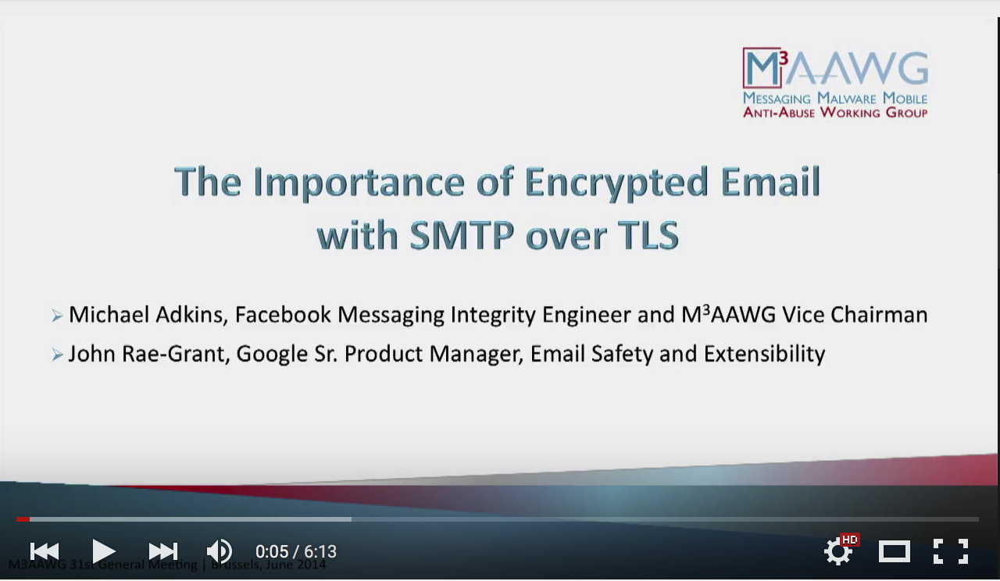 M³AAWG
MESSAGING MALWARE MOBILE
ANTI-ABUSE WORKING GROUP
The Importance of Encrypted Email
with SMTP over TLS
Michael Adkins, Facebook Messaging Integrity Engineer and M³AAWG Vice Chairman
John Rae-Grant, Google Sr. Product Manager, Email Safety and Extensibility
HD
0:05 / 6:13
M3AAWG 31st General Meeting | Brussels, June 2014